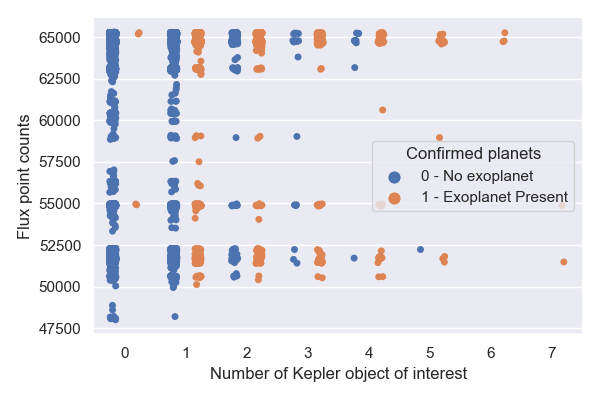 65000
62500
60000
57500
55000
52500
50000
47500
Flux point counts
Confirmed planets
0 - No exoplanet
1 - Exoplanet Present
0 1 2 3 4 5 6 7
Number of Kepler object of interest